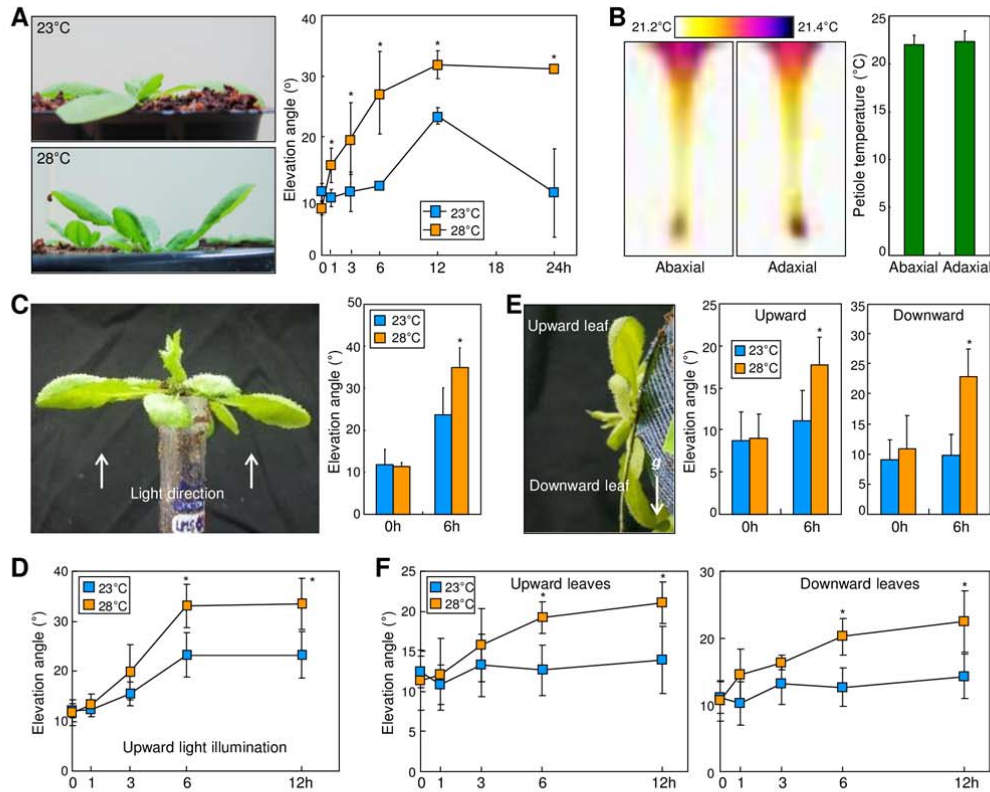 A
23°C
28°C
Elevation angle (°)
40
30
20
10
0
23°C
28°C
* * * * * *
0 1 3 6 12 18 24h
B
21.2°C 21.4°C
Abaxial Adaxial
Petiole temperature (°C)
25
20
15
10
5
0
Abaxial Adaxial
C
Light direction
LMS
Elevation angle (°)
50
40
30
20
10
0
23°C
28°C
*
0h 6h
E
Upward leaf
Downward leaf
g
Elevation angle (°)
25
20
15
10
5
0
Upward
23°C
28°C
*
0h 6h
35
30
25
20
15
10
5
0
Downward
*
0h 6h
D
Elevation angle (°)
40
30
20
10
0
23°C
28°C
* *
Upward light illumination
0 1 3 6 12h
F
Elevation angle (°)
25
20
15
10
5
0
23°C
28°C
Upward leaves
* *
0 1 3 6 12h
30
20
10
0
Downward leaves
* *
0 1 3 6 12h